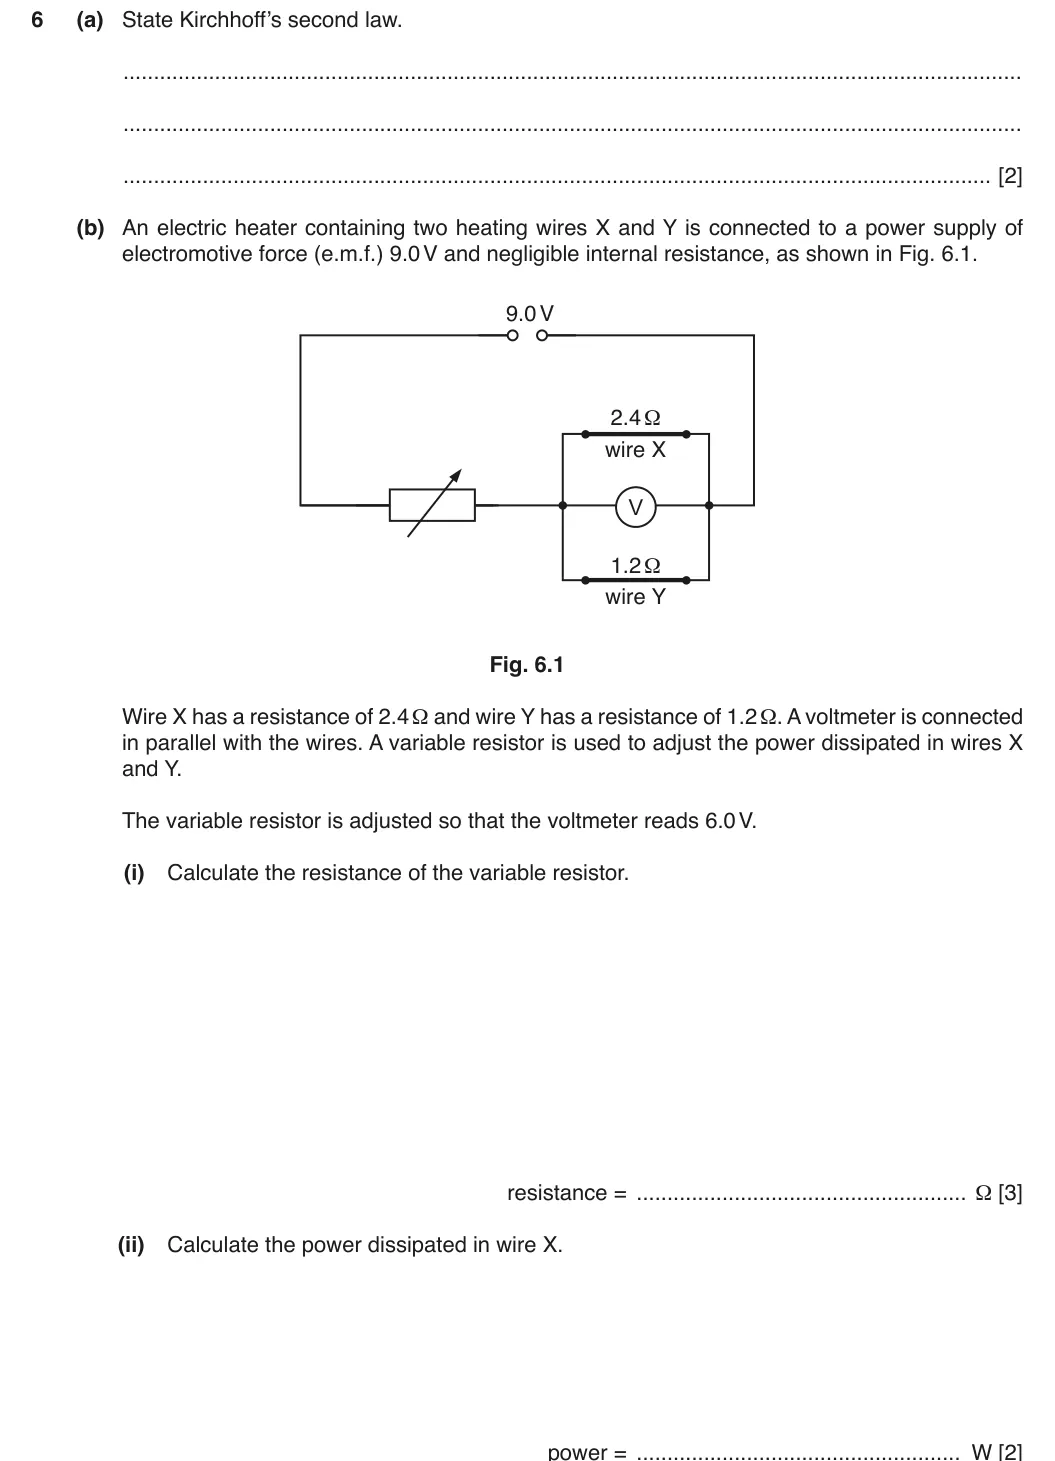 6 (a) State Kirchhoff's second law.
..........................................................................................................................................................
..........................................................................................................................................................
.................................................................................................................................................... [2]
(b) An electric heater containing two heating wires X and Y is connected to a power supply of
electromotive force (e.m.f.) 9.0 V and negligible internal resistance, as shown in Fig. 6.1.
9.0 V
2.4 Ω
wire X
V
1.2 Ω
wire Y
Fig. 6.1
Wire X has a resistance of 2.4 Ω and wire Y has a resistance of 1.2 Ω. A voltmeter is connected
in parallel with the wires. A variable resistor is used to adjust the power dissipated in wires X
and Y.
The variable resistor is adjusted so that the voltmeter reads 6.0 V.
(i) Calculate the resistance of the variable resistor.
resistance = ...................................................... Ω [3]
(ii) Calculate the power dissipated in wire X.
power = ..................................................... W [2]